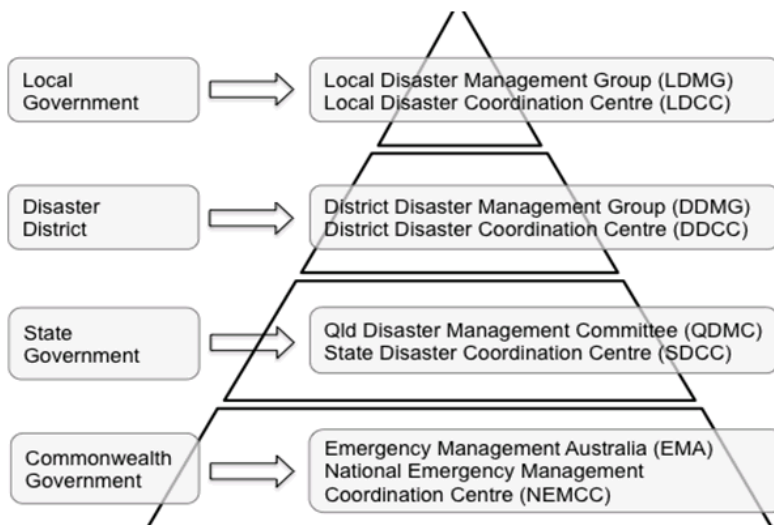 Local
Government
Local Disaster Management Group (LDMG)
Local Disaster Coordination Centre (LDCC)
Disaster
District
District Disaster Management Group (DDMG)
District Disaster Coordination Centre (DDCC)
State
Government
Qld Disaster Management Committee (QDMC)
State Disaster Coordination Centre (SDCC)
Commonwealth
Government
Emergency Management Australia (EMA)
National Emergency Management
Coordination Centre (NEMCC)